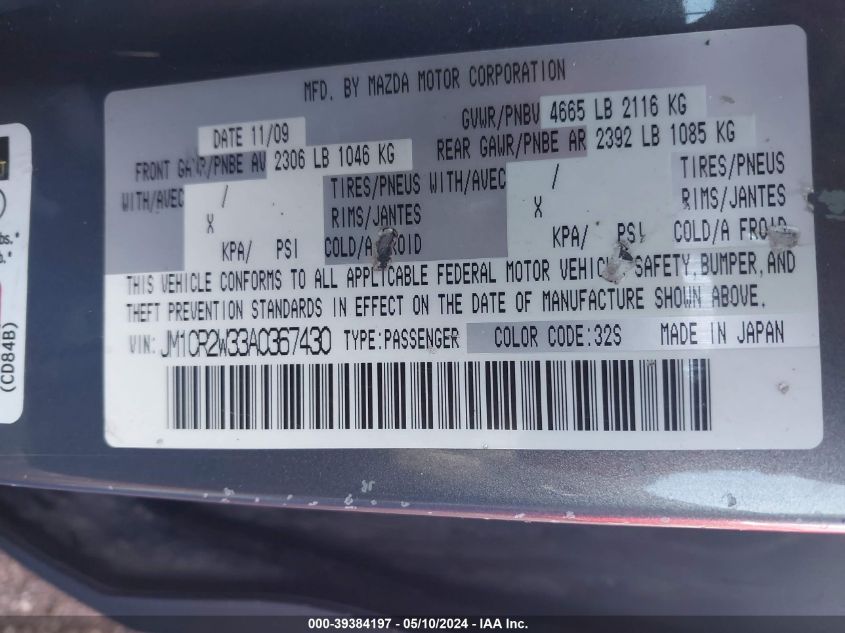 MFD. BY MAZDA MOTOR CORPORATION
DATE 11/09 GVWR/PNBV 4665 LB 2116 KG
FRONT GAWR/PNBE AV 2306 LB 1046 KG REAR GAWR/PNBE AR 2392 LB 1085 KG
WITH/AVEC / TIRES/PNEUS WITH/AVEC / TIRES/PNEUS
X RIMS/JANTES X RIMS/JANTES
KPA/ PSI COLD/A FROID KPA/ PSI COLD/A FROID
THIS VEHICLE CONFORMS TO ALL APPLICABLE FEDERAL MOTOR VEHICLE SAFETY, BUMPER, AND
THEFT PREVENTION STANDARDS IN EFFECT ON THE DATE OF MANUFACTURE SHOWN ABOVE.
VIN: JM1CR2W33A0367430 TYPE:PASSENGER COLOR CODE:32S MADE IN JAPAN
(CD84B)
000-39384197 - 05/10/2024 - IAA Inc.